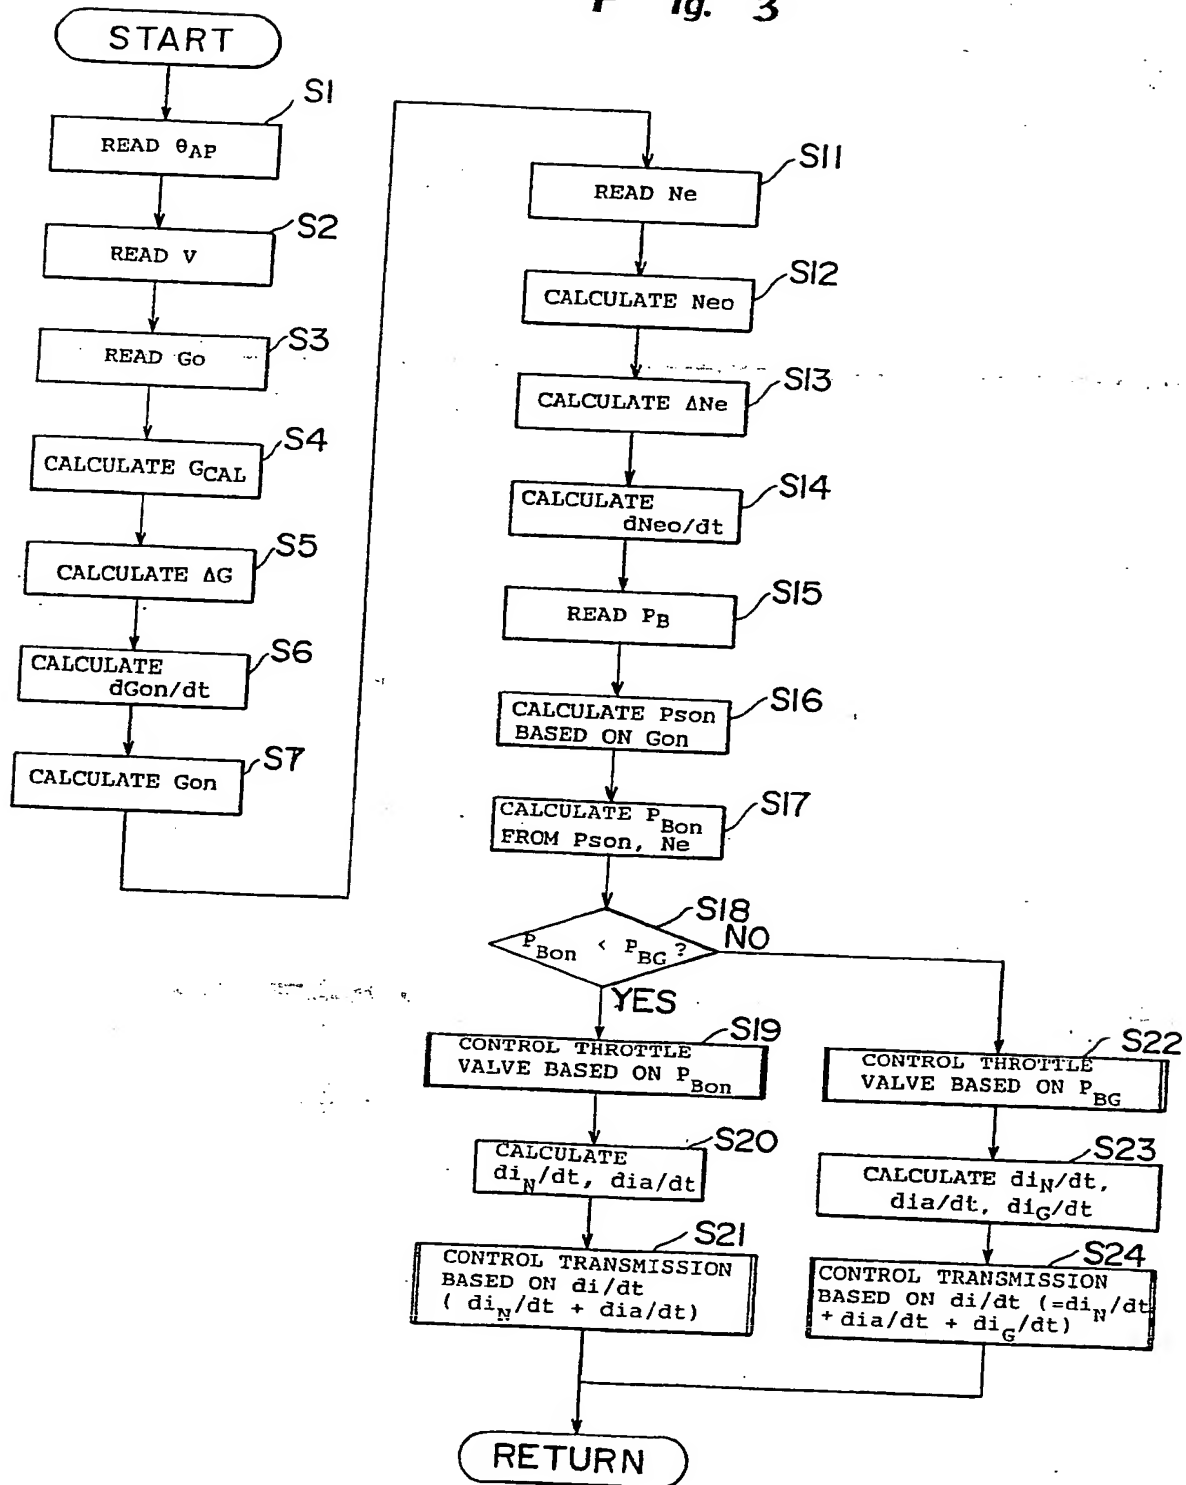 Fig. 3
START
S1
READ θAP
S2
READ V
S3
READ Go
S4
CALCULATE GCAL
S5
CALCULATE ΔG
S6
CALCULATE
dGon/dt
S7
CALCULATE Gon
S11
READ Ne
S12
CALCULATE Neo
S13
CALCULATE ΔNe
S14
CALCULATE
dNeo/dt
S15
READ PB
S16
CALCULATE Pson
BASED ON Gon
S17
CALCULATE PBon
FROM Pson, Ne
S18
PBon < PBG ?
NO
YES
S19
CONTROL THROTTLE
VALVE BASED ON PBon
S20
CALCULATE
diN/dt, dia/dt
S21
CONTROL TRANSMISSION
BASED ON di/dt
( diN/dt + dia/dt)
S22
CONTROL THROTTLE
VALVE BASED ON PBG
S23
CALCULATE diN/dt,
dia/dt, diG/dt
S24
CONTROL TRANSMISSION
BASED ON di/dt (=diN/dt
+ dia/dt + diG/dt)
RETURN